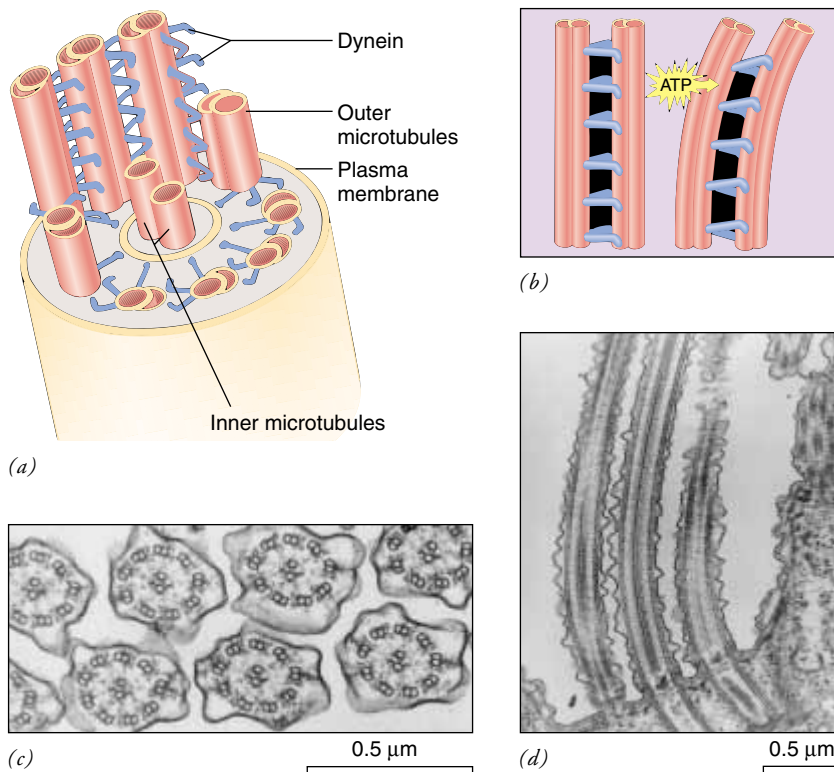 Dynein
Outer
microtubules
Plasma
membrane
Inner microtubules
(a)
ATP
(b)
(c)
0.5 μm
(d)
0.5 μm